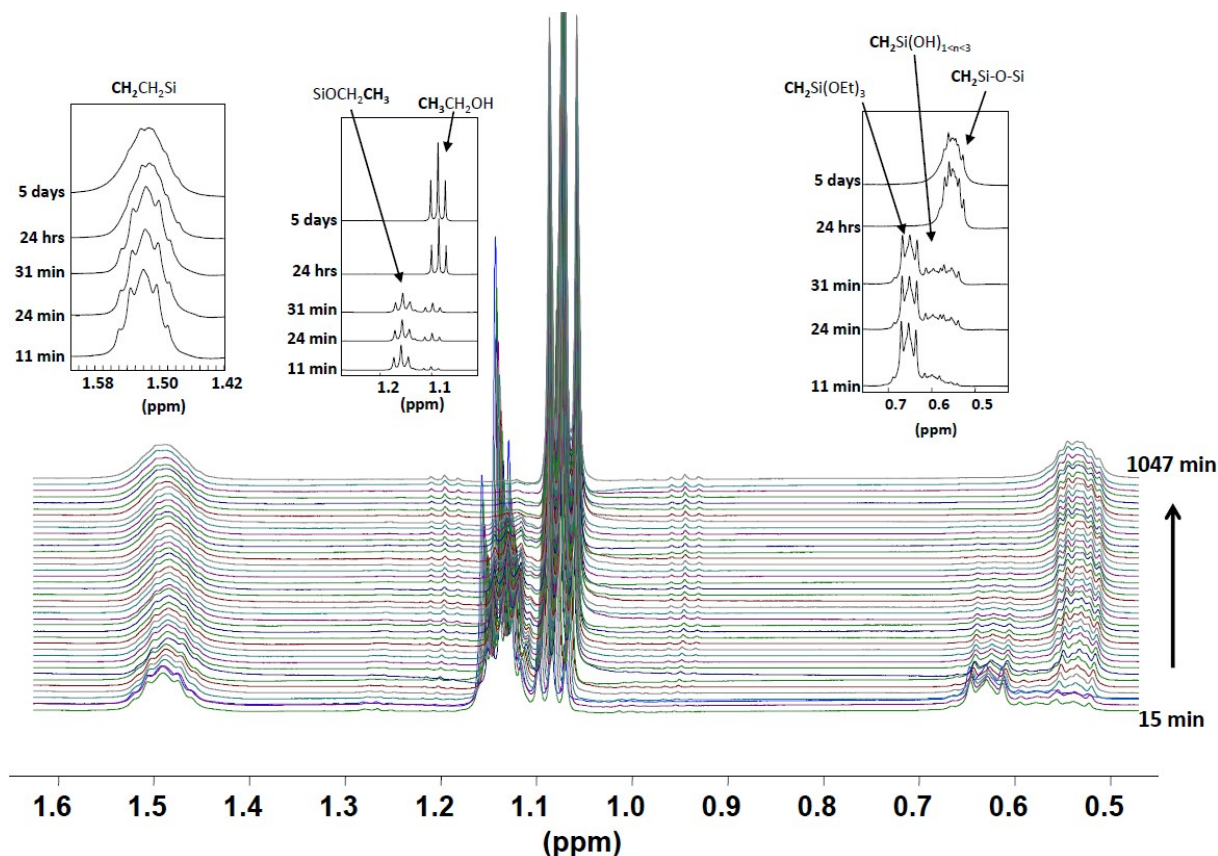 CH2CH2Si
5 days
24 hrs
31 min
24 min
11 min
1.58 1.50 1.42
(ppm)
SiOCH2CH3 CH3CH2OH
5 days
24 hrs
31 min
24 min
11 min
1.2 1.1
(ppm)
CH2Si(OH)1<n<3
CH2Si(OEt)3
CH2Si-O-Si
5 days
24 hrs
31 min
24 min
11 min
0.7 0.6 0.5
(ppm)
1047 min
15 min
1.6 1.5 1.4 1.3 1.2 1.1 1.0 0.9 0.8 0.7 0.6 0.5
(ppm)